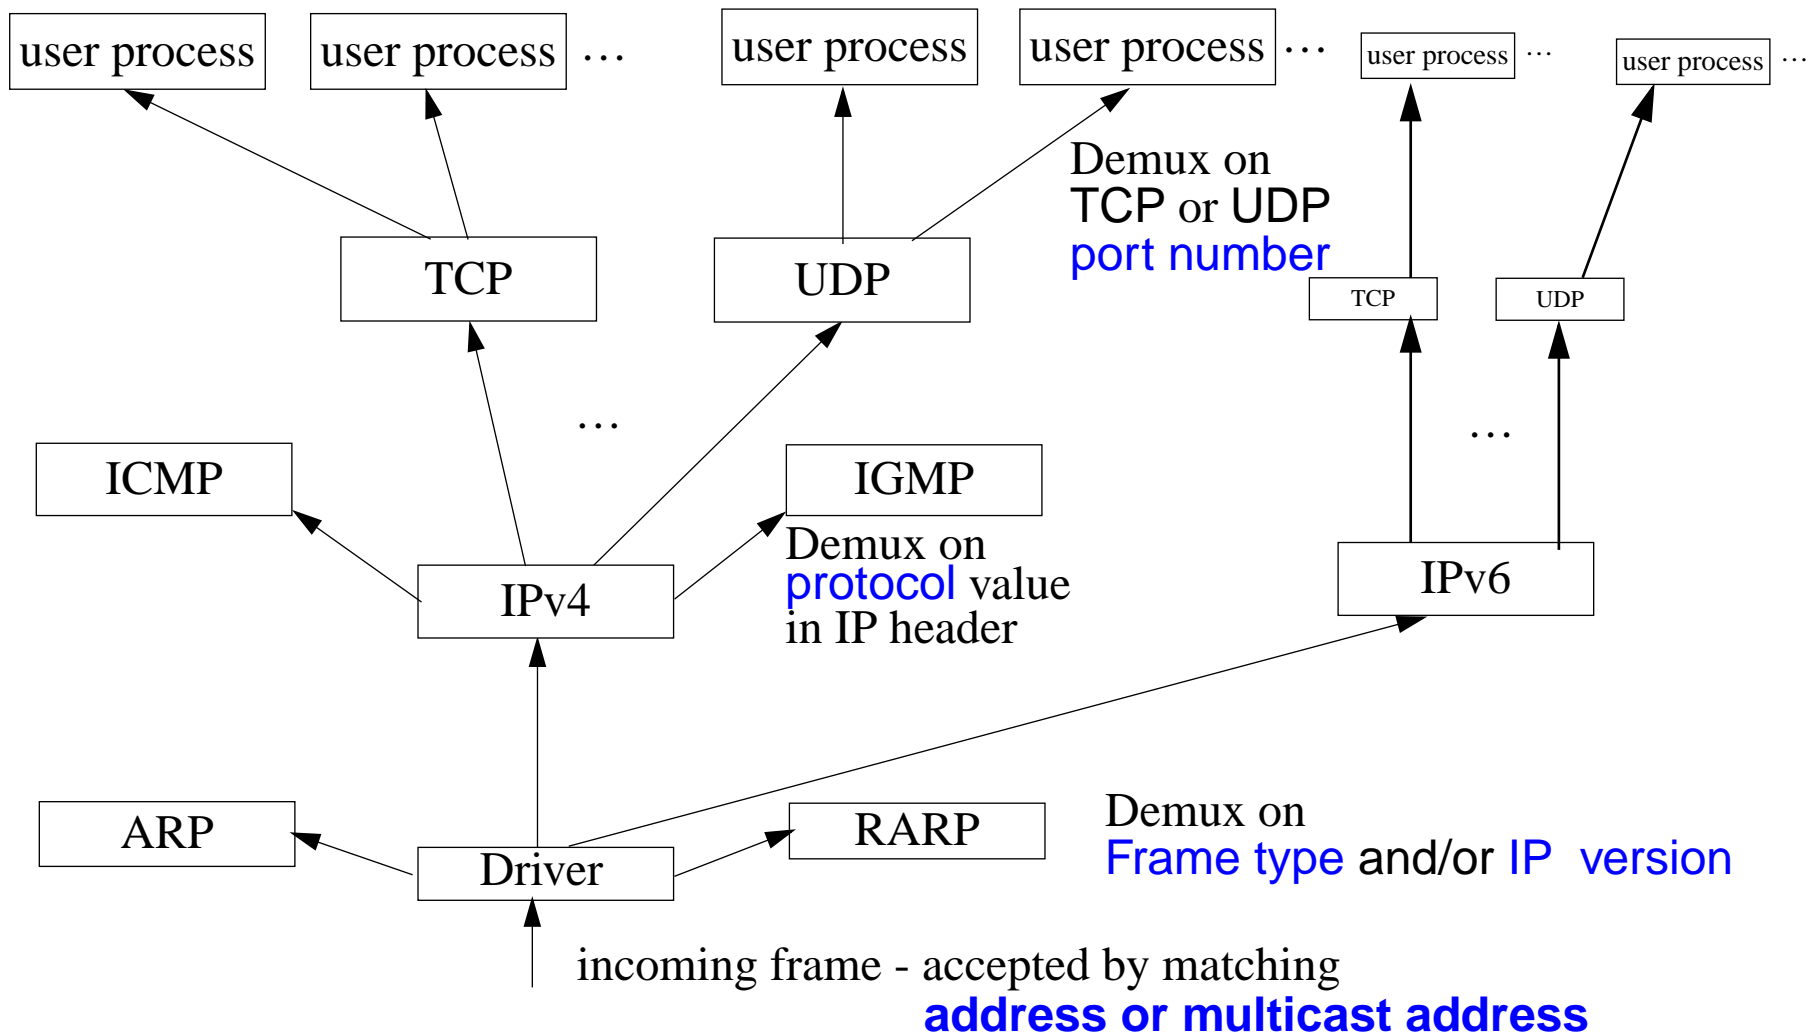 user process
user process
…
user process
user process
…
user process
…
user process
…
Demux on
TCP or UDP
port number
TCP
UDP
TCP
UDP
…
…
ICMP
IGMP
Demux on
protocol value
in IP header
IPv4
IPv6
ARP
RARP
Driver
Demux on
Frame type and/or IP version
incoming frame - accepted by matching
address or multicast address